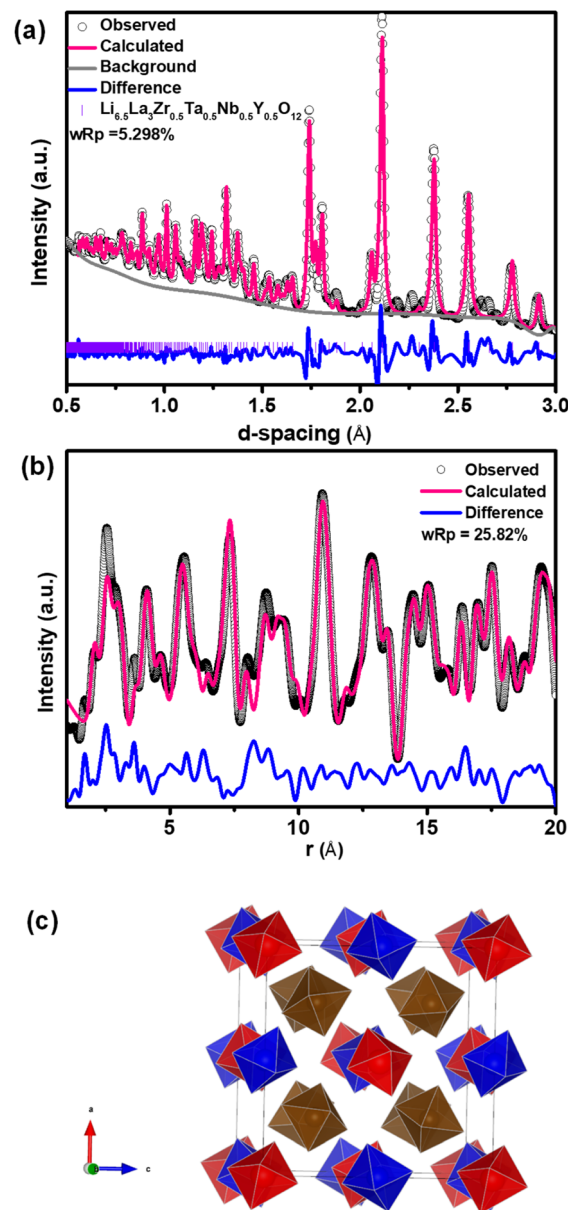 (a)
Observed
Calculated
Background
Difference
Li6.5La3Zr0.5Ta0.5Nb0.5Y0.5O12
wRp =5.298%
Intensity (a.u.)
0.5 1.0 1.5 2.0 2.5 3.0
d-spacing (Å)
(b)
Observed
Calculated
Difference
wRp = 25.82%
Intensity (a.u.)
5 10 15 20
r (Å)
(c)
a
c